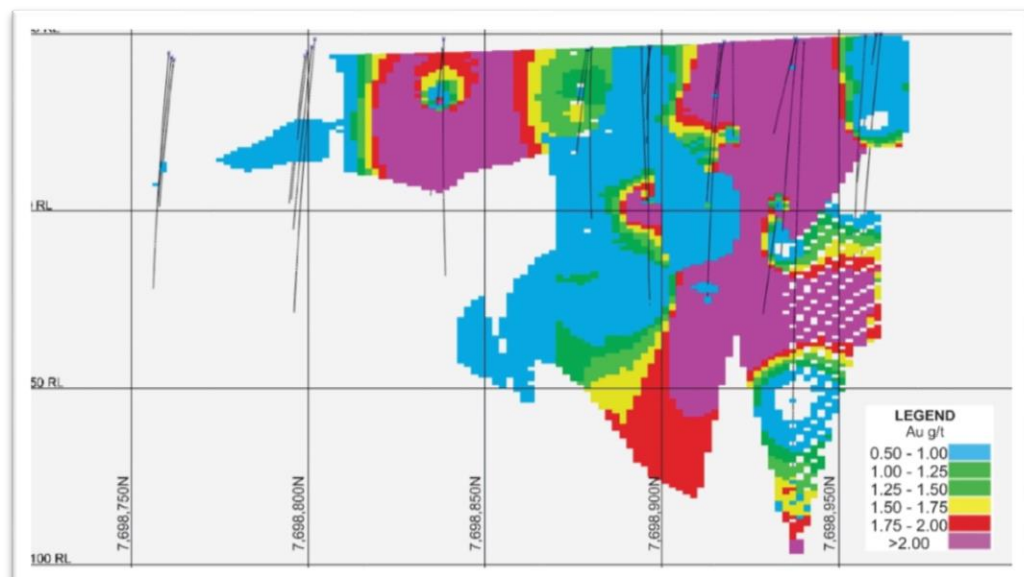 RL
RL
50 RL
7,698,750N
7,698,800N
7,698,850N
7,698,900N
7,698,950N
100 RL
LEGEND
Au g/t
0.50 - 1.00
1.00 - 1.25
1.25 - 1.50
1.50 - 1.75
1.75 - 2.00
>2.00